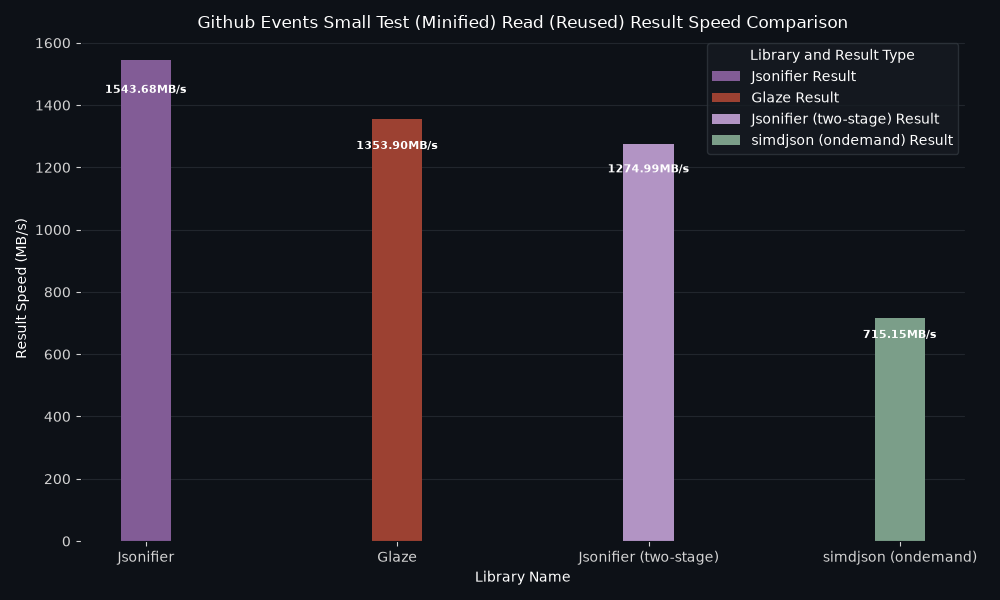 Github Events Small Test (Minified) Read (Reused) Result Speed Comparison
Library and Result Type
Jsonifier Result
Glaze Result
Jsonifier (two-stage) Result
simdjson (ondemand) Result
1600
1400
1200
1000
800
600
400
200
0
Result Speed (MB/s)
1543.68MB/s
1353.90MB/s
1274.99MB/s
715.15MB/s
Jsonifier
Glaze
Jsonifier (two-stage)
simdjson (ondemand)
Library Name